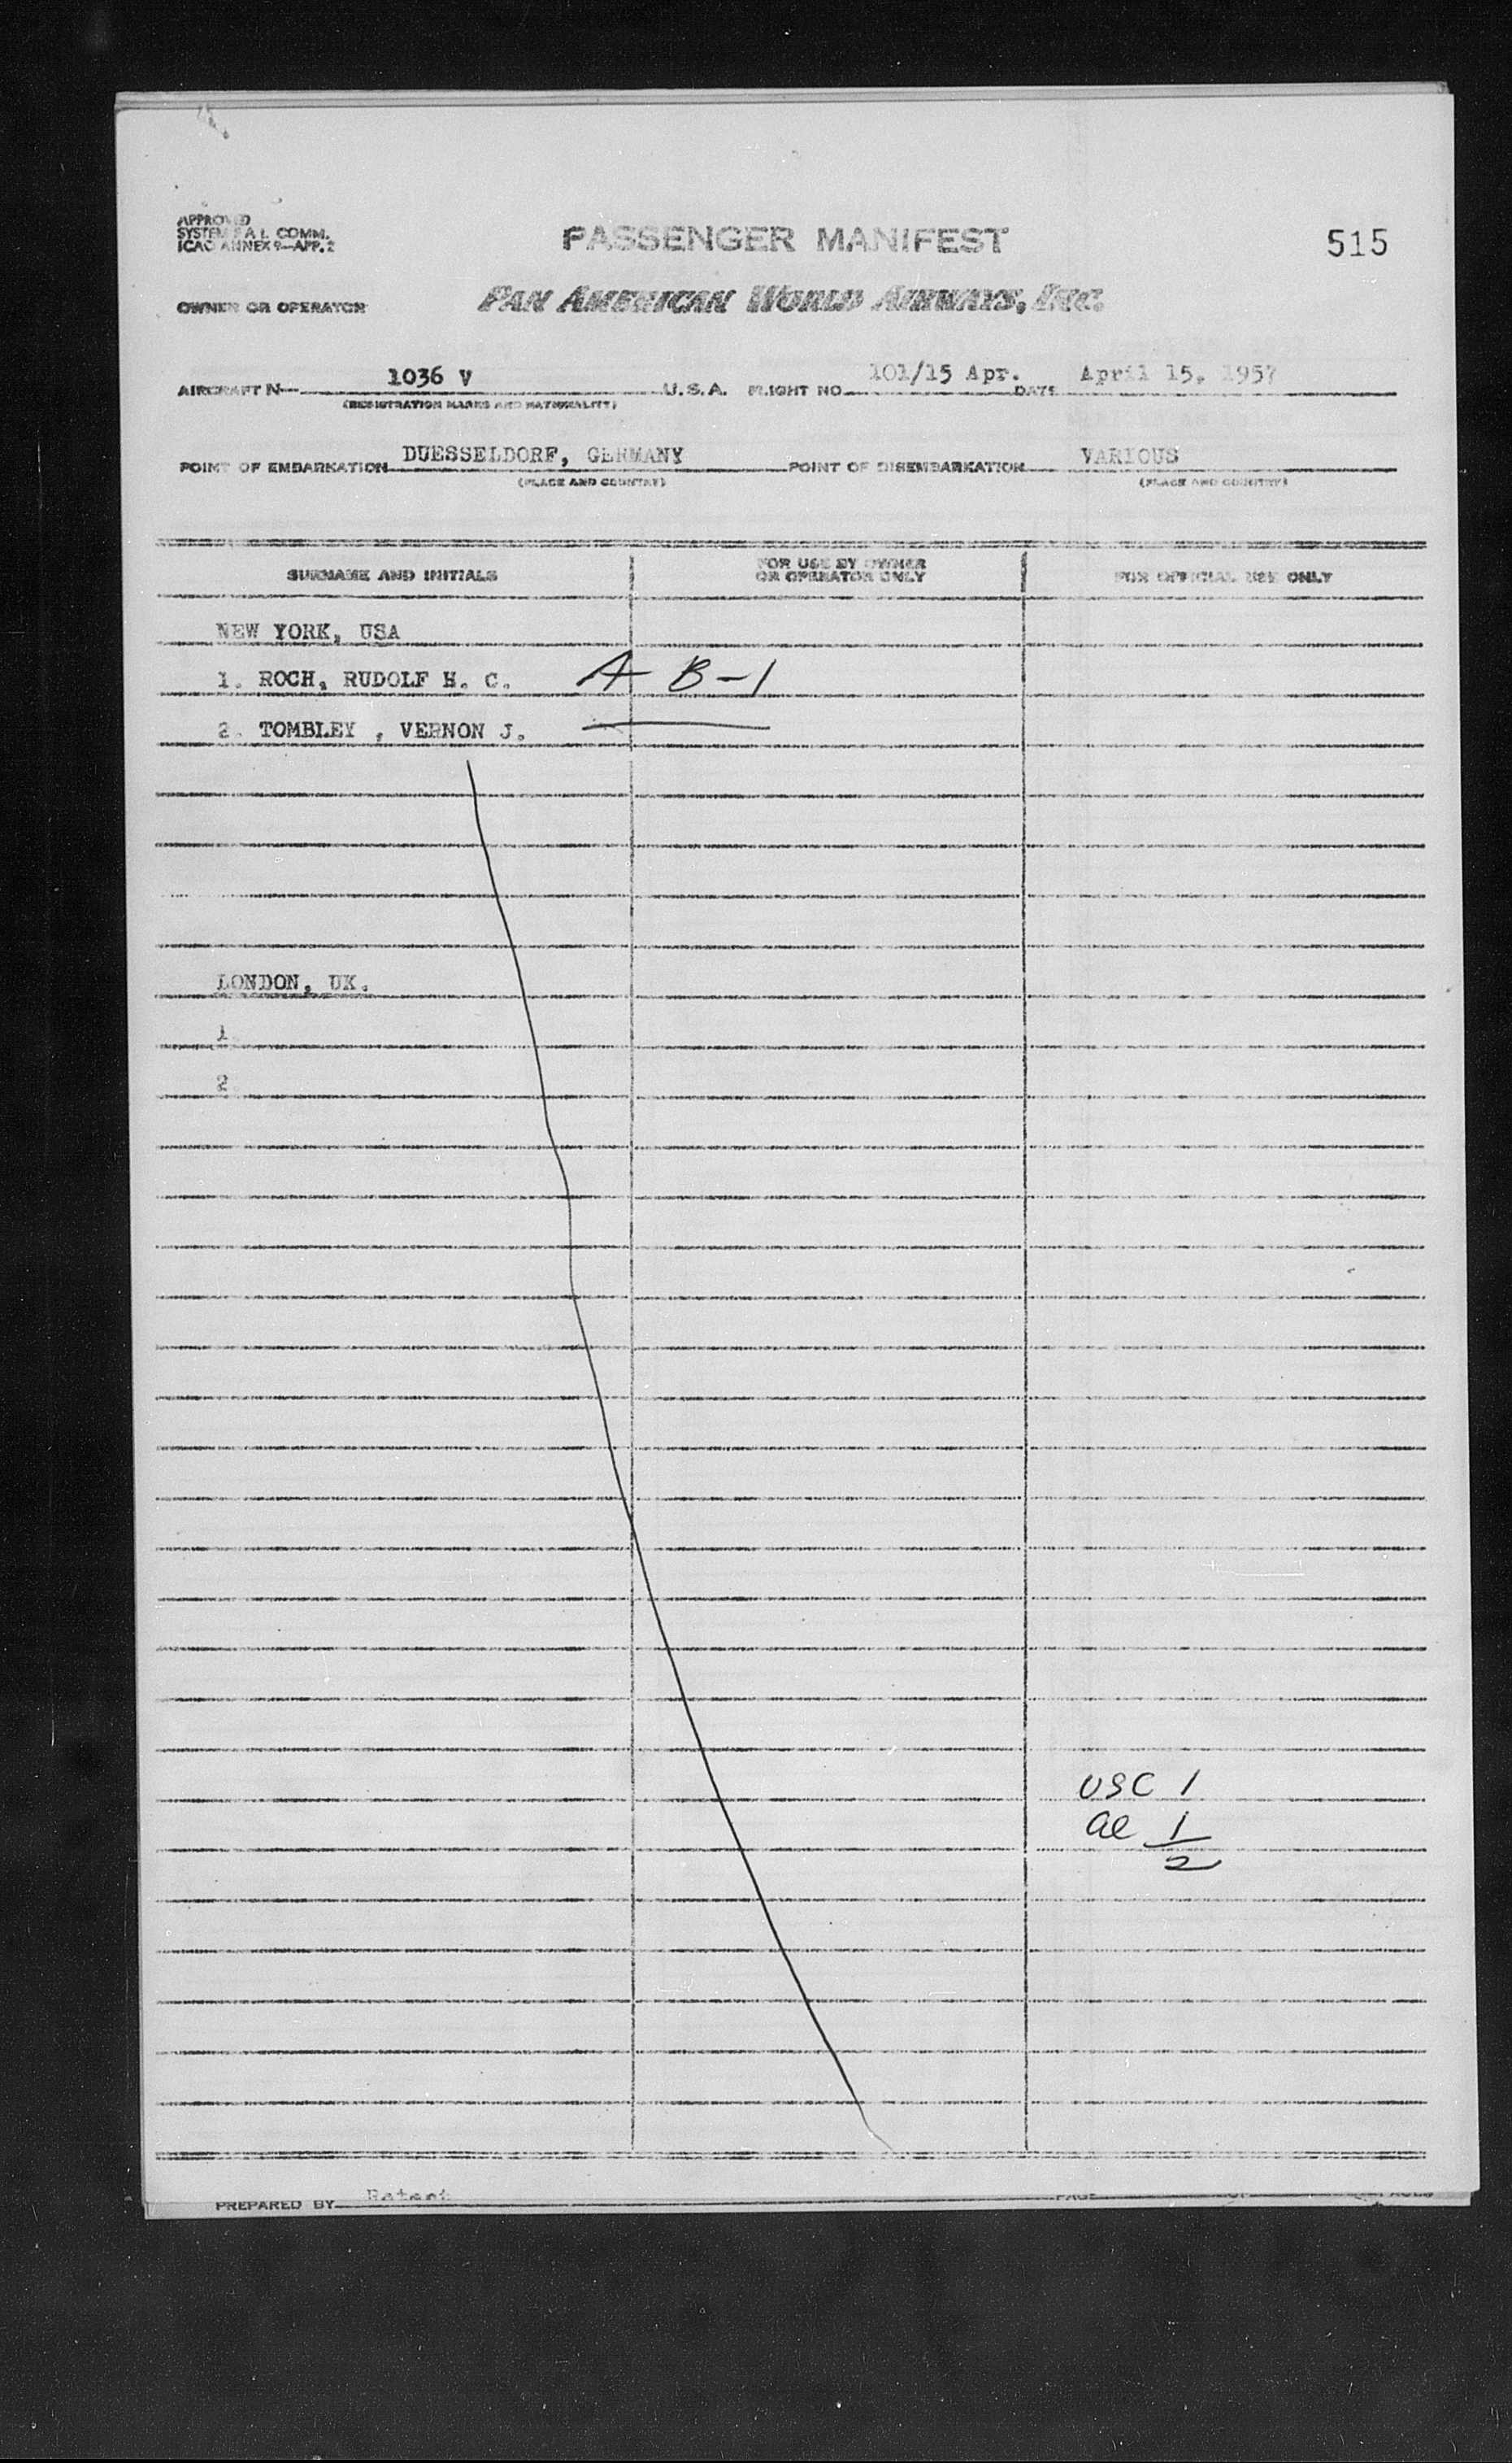 APPROVED
SYSTEM F A L COMM.
ICAO ANNEX 9—APP. 2
PASSENGER MANIFEST
515
OWNER OR OPERATOR
PAN AMERICAN WORLD AIRWAYS, INC.
AIRCRAFT N— 1036 V U.S.A. FLIGHT NO. 101/15 Apr. DATE April 15, 1957
(REGISTRATION MARKS AND NATIONALITY)
POINT OF EMBARKATION DUESSELDORF, GERMANY POINT OF DISEMBARKATION VARIOUS
(PLACE AND COUNTRY) (PLACE AND COUNTRY)
SURNAME AND INITIALS
FOR USE BY OWNER
OR OPERATOR ONLY
FOR OFFICIAL USE ONLY
NEW YORK, USA
1. ROCH, RUDOLF H. C. A B-1
2. TOMBLEY , VERNON J.
LONDON, UK.
1
2
USC 1
al 1
2
PREPARED BY
PAGE OF PAGES